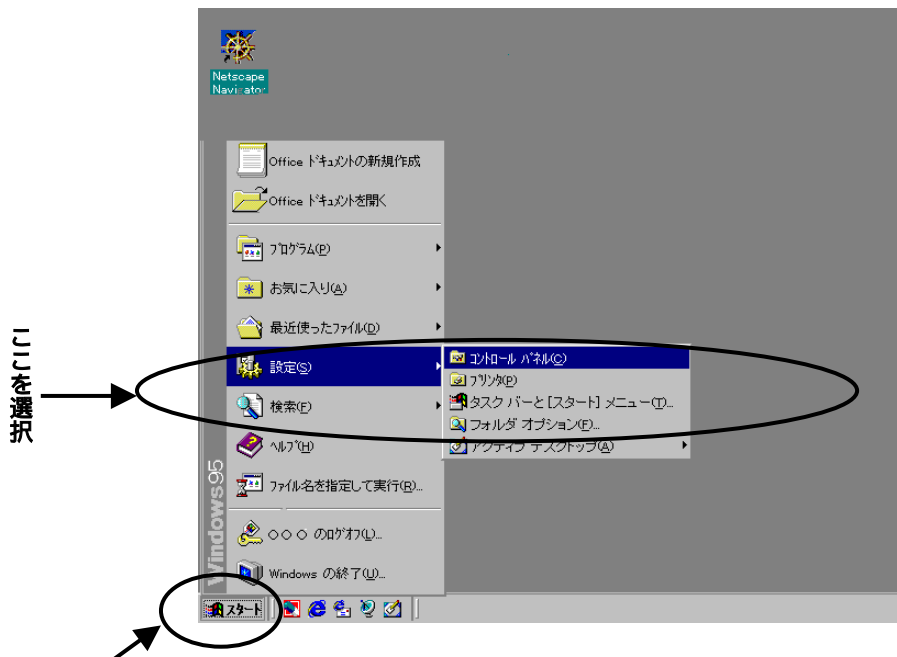 Netscape
Navigator
Office ドキュメントの新規作成
Office ドキュメントを開く
プログラム(P)
お気に入り(A)
最近使ったファイル(D)
設定(S)
検索(F)
ヘルプ(H)
ファイル名を指定して実行(R)...
○○○ のログオフ(L)...
Windows の終了(U)...
Windows95
コントロール パネル(C)
プリンタ(P)
タスク バーと [スタート] メニュー(T)...
フォルダ オプション(F)...
アクティブ デスクトップ(A)
ここを選択
スタート